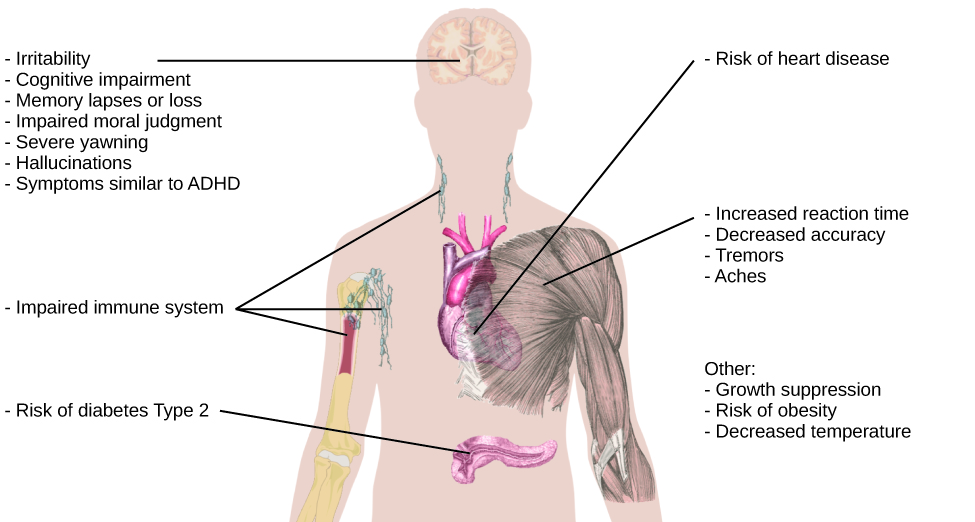 - Irritability
- Cognitive impairment
- Memory lapses or loss
- Impaired moral judgment
- Severe yawning
- Hallucinations
- Symptoms similar to ADHD
- Impaired immune system
- Risk of diabetes Type 2
- Risk of heart disease
- Increased reaction time
- Decreased accuracy
- Tremors
- Aches
Other:
- Growth suppression
- Risk of obesity
- Decreased temperature